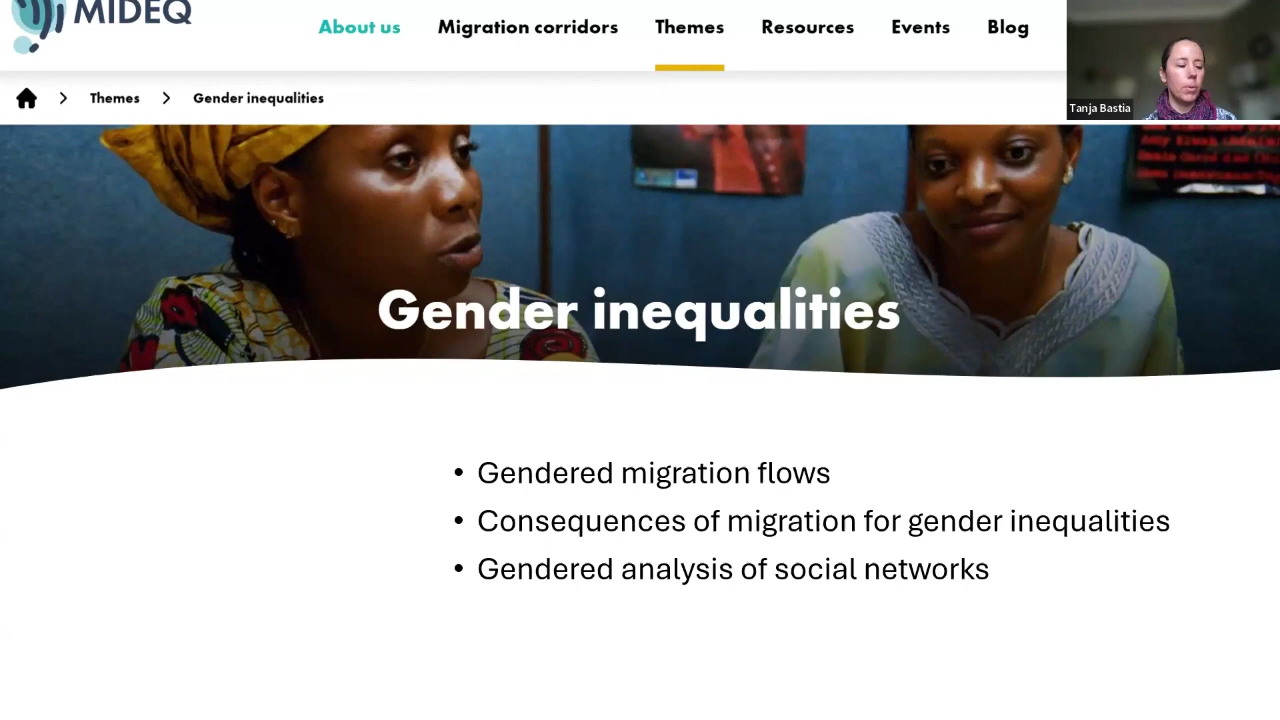 MIDEQ
About us Migration corridors Themes Resources Events Blog
Tanja Bastia
Themes Gender inequalities
Gender inequalities
• Gendered migration flows
• Consequences of migration for gender inequalities
• Gendered analysis of social networks